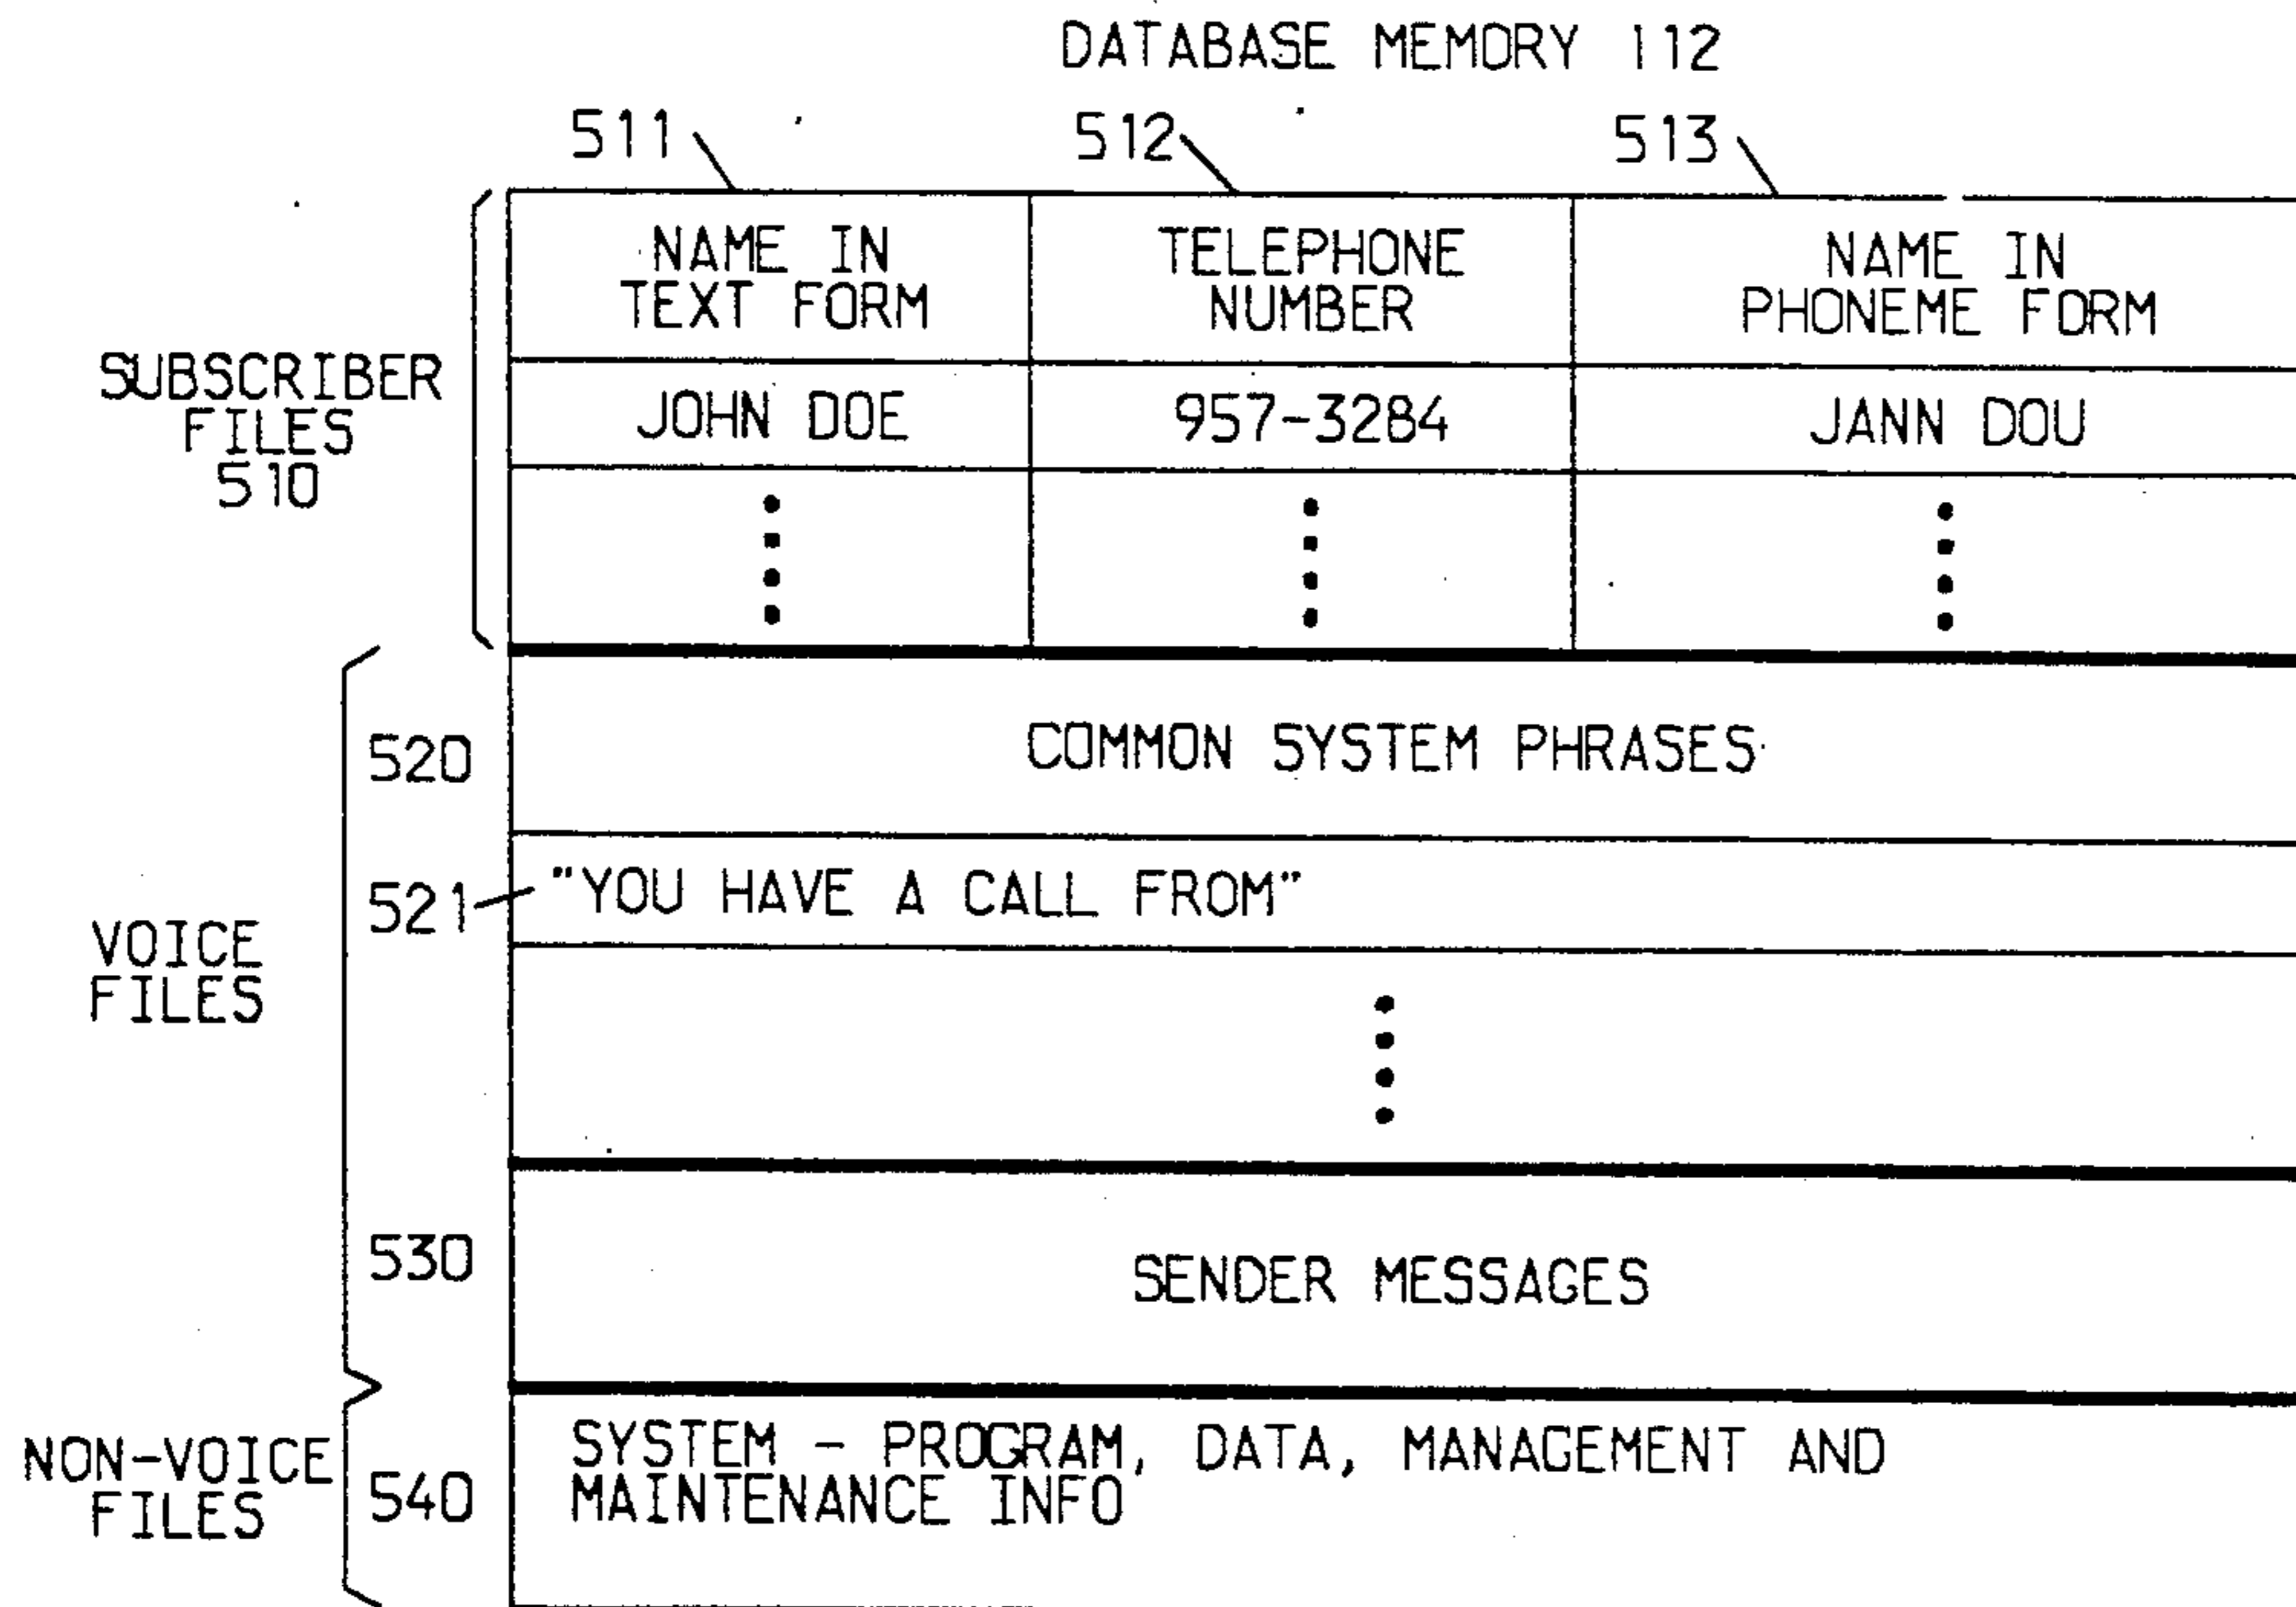 DATABASE MEMORY 112
511
512
513
NAME IN
TEXT FORM
TELEPHONE
NUMBER
NAME IN
PHONEME FORM
SUBSCRIBER
FILES
510
JOHN DOE
957-3284
JANN DOU
520
COMMON SYSTEM PHRASES
521
"YOU HAVE A CALL FROM"
VOICE
FILES
530
SENDER MESSAGES
NON-VOICE
FILES
540
SYSTEM - PROGRAM, DATA, MANAGEMENT AND
MAINTENANCE INFO